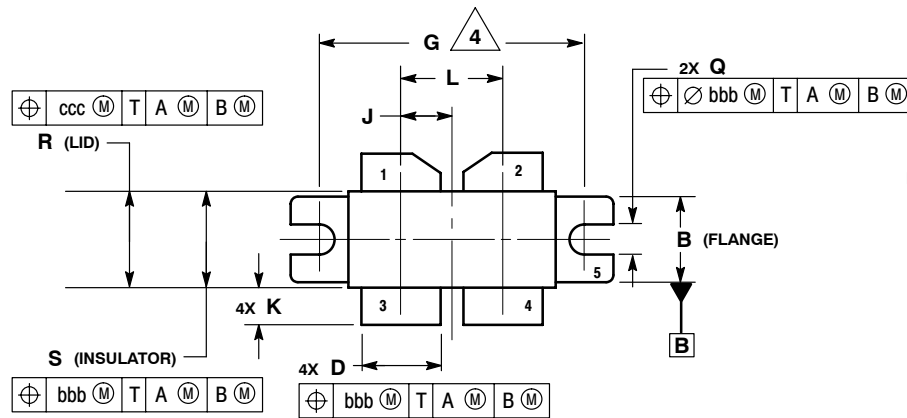 G 4
2X Q
⌖ ∅ bbb Ⓜ T A Ⓜ B Ⓜ
L
⌖ ccc Ⓜ T A Ⓜ B Ⓜ
J
R (LID)
1
2
B (FLANGE)
5
4X K
3
4
B
S (INSULATOR)
4X D
⌖ bbb Ⓜ T A Ⓜ B Ⓜ
⌖ bbb Ⓜ T A Ⓜ B Ⓜ